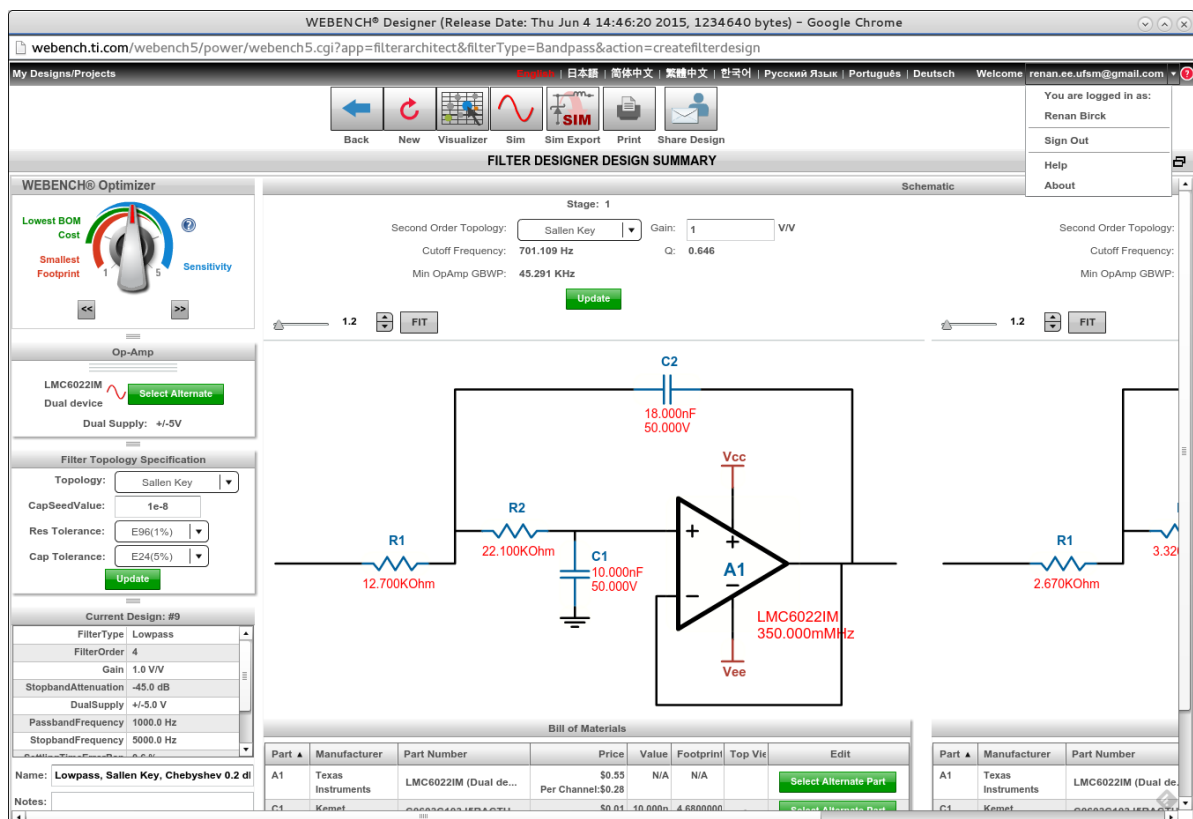 WEBENCH® Designer (Release Date: Thu Jun 4 14:46:20 2015, 1234640 bytes) – Google Chrome
webench.ti.com/webench5/power/webench5.cgi?app=filterarchitect&filterType=Bandpass&action=createfilterdesign
My Designs/Projects English | 日本語 | 简体中文 | 繁體中文 | 한국어 | Русский Язык | Português | Deutsch Welcome renan.ee.ufsm@gmail.com
You are logged in as:
Renan Birck
Sign Out
Help
About
SIM
Back New Visualizer Sim Sim Export Print Share Design
FILTER DESIGNER DESIGN SUMMARY
WEBENCH® Optimizer
Lowest BOM
Cost
Smallest
Footprint
1 5
Sensitivity
<< >>
Op-Amp
LMC6022IM
Dual device
Select Alternate
Dual Supply: +/-5V
Filter Topology Specification
Topology: Sallen Key
CapSeedValue: 1e-8
Res Tolerance: E96(1%)
Cap Tolerance: E24(5%)
Update
Current Design: #9
FilterType Lowpass
FilterOrder 4
Gain 1.0 V/V
StopbandAttenuation -45.0 dB
DualSupply +/-5.0 V
PassbandFrequency 1000.0 Hz
StopbandFrequency 5000.0 Hz
Name: Lowpass, Sallen Key, Chebyshev 0.2 dl
Notes:
Schematic
Stage: 1
Second Order Topology: Sallen Key Gain: 1 V/V
Cutoff Frequency: 701.109 Hz Q: 0.646
Min OpAmp GBWP: 45.291 KHz
Update
1.2 FIT
C2
18.000nF
50.000V
Vcc
R2
22.100KOhm
R1
12.700KOhm
C1
10.000nF
50.000V
+
+
A1
−
−
LMC6022IM
350.000mMHz
Vee
Second Order Topology:
Cutoff Frequency:
Min OpAmp GBWP:
1.2 FIT
R1
2.670KOhm
3.320
Bill of Materials
Part Manufacturer Part Number Price Value Footprint Top Vie Edit
A1 Texas Instruments LMC6022IM (Dual de... $0.55 Per Channel:$0.28 N/A N/A Select Alternate Part
C1 Kemet $0.01 10.000n 4.6800000 Select Alternate Part
Part Manufacturer Part Number
A1 Texas Instruments LMC6022IM (Dual de.
C1 Kemet